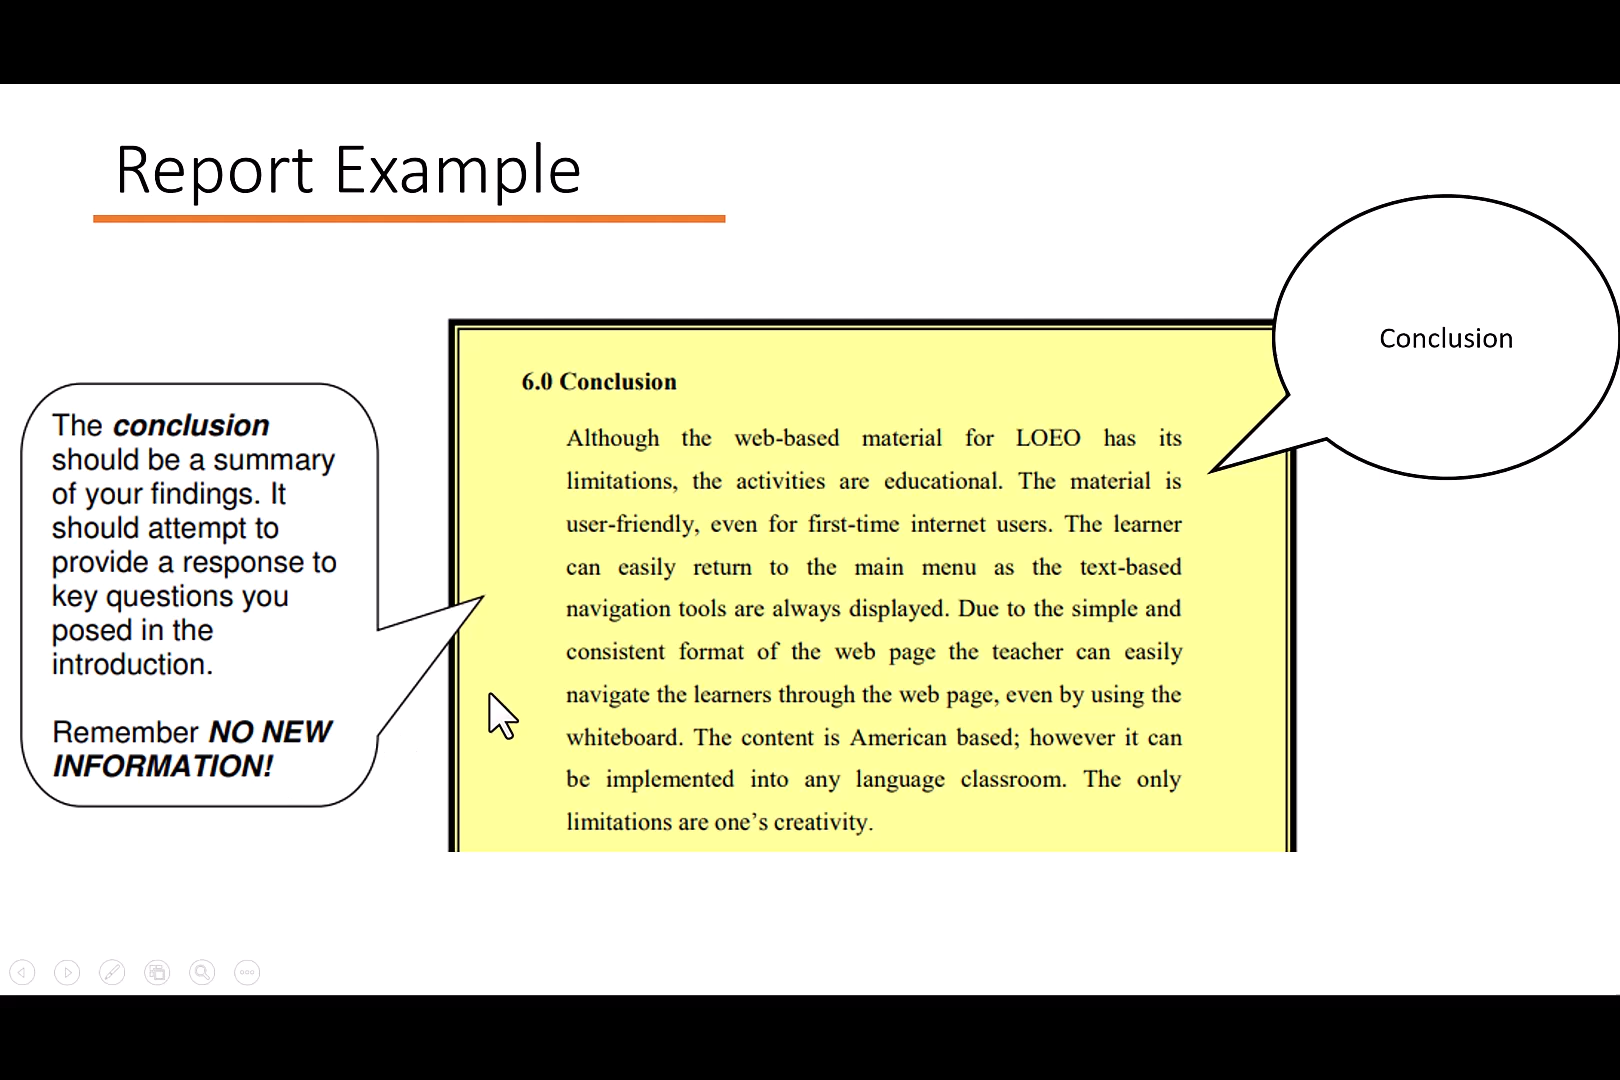 Report Example
Conclusion
The conclusion
should be a summary
of your findings. It
should attempt to
provide a response to
key questions you
posed in the
introduction.
Remember NO NEW
INFORMATION!
6.0 Conclusion
Although the web-based material for LOEO has its
limitations, the activities are educational. The material is
user-friendly, even for first-time internet users. The learner
can easily return to the main menu as the text-based
navigation tools are always displayed. Due to the simple and
consistent format of the web page the teacher can easily
navigate the learners through the web page, even by using the
whiteboard. The content is American based; however it can
be implemented into any language classroom. The only
limitations are one's creativity.